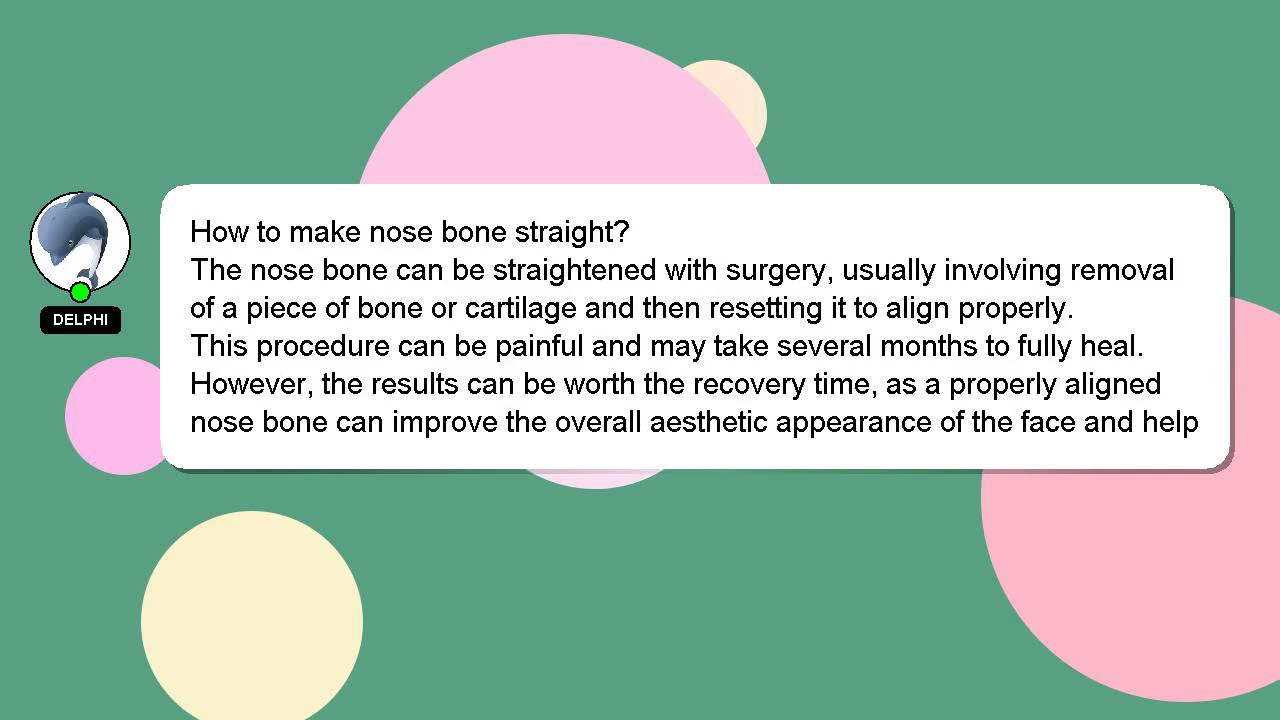 How to make nose bone straight?
The nose bone can be straightened with surgery, usually involving removal
of a piece of bone or cartilage and then resetting it to align properly.
This procedure can be painful and may take several months to fully heal.
However, the results can be worth the recovery time, as a properly aligned
nose bone can improve the overall aesthetic appearance of the face and help
DELPHI